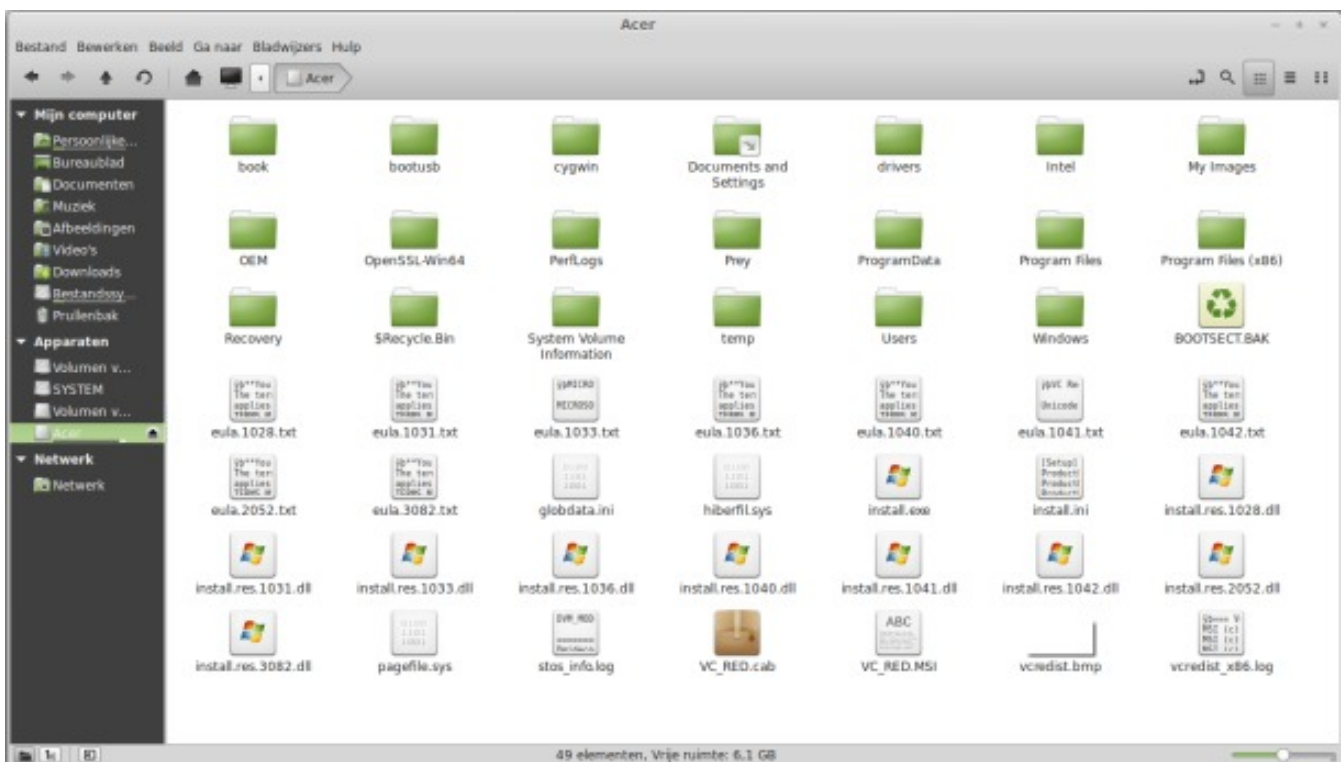 Acer
Bestand Bewerken Beeld Ga naar Bladwijzers Hulp
Acer
Mijn computer
Persoonlijke...
Bureaublad
Documenten
Muziek
Afbeeldingen
Video's
Downloads
Bestandssy...
Prullenbak
Apparaten
Volumen v...
SYSTEM
Volumen v...
Acer
Netwerk
Netwerk
book bootusb cygwin Documents and Settings drivers Intel My Images
OEM OpenSSL-Win64 PerfLogs Prey ProgramData Program Files Program Files (x86)
Recovery $Recycle.Bin System Volume Information temp Users Windows BOOTSECT.BAK
eula.1028.txt eula.1031.txt eula.1033.txt eula.1036.txt eula.1040.txt eula.1041.txt eula.1042.txt
eula.2052.txt eula.3082.txt globdata.ini hiberfil.sys install.exe install.ini install.res.1028.dll
install.res.1031.dll install.res.1033.dll install.res.1036.dll install.res.1040.dll install.res.1041.dll install.res.1042.dll install.res.2052.dll
install.res.3082.dll pagefile.sys stos_info.log VC_RED.cab VC_RED.MSI vcredist.bmp vcredist_x86.log
49 elementen, Vrije ruimte: 6.1 GB